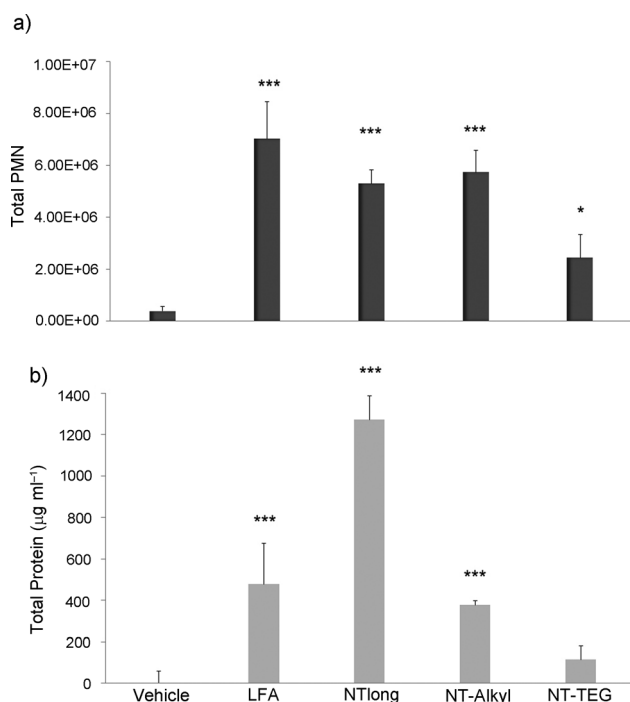 a)
Total PMN
1.00E+07
8.00E+06
6.00E+06
4.00E+06
2.00E+06
0.00E+00
***
***
***
*
b)
Total Protein (µg ml⁻¹)
1400
1200
1000
800
600
400
200
0
***
***
***
Vehicle LFA NTlong NT-Alkyl NT-TEG